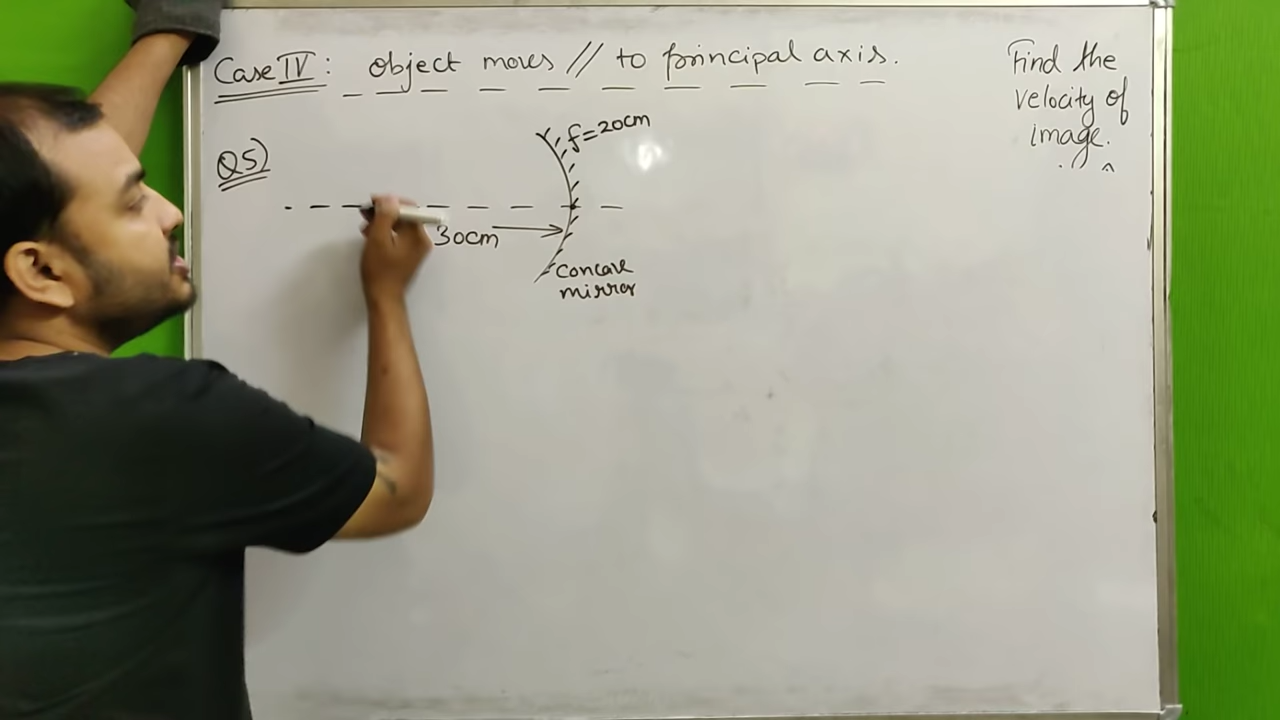 Case IV: object moves // to principal axis.
Find the
velocity of
image.
Q5)
f=20cm
30cm
Concave
mirror